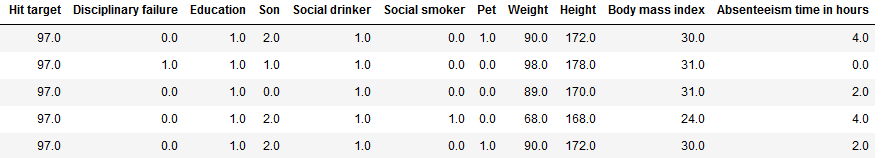 Hit target Disciplinary failure Education Son Social drinker Social smoker Pet Weight Height Body mass index Absenteeism time in hours
97.0 0.0 1.0 2.0 1.0 0.0 1.0 90.0 172.0 30.0 4.0
97.0 1.0 1.0 1.0 1.0 0.0 0.0 98.0 178.0 31.0 0.0
97.0 0.0 1.0 0.0 1.0 0.0 0.0 89.0 170.0 31.0 2.0
97.0 0.0 1.0 2.0 1.0 1.0 0.0 68.0 168.0 24.0 4.0
97.0 0.0 1.0 2.0 1.0 0.0 1.0 90.0 172.0 30.0 2.0